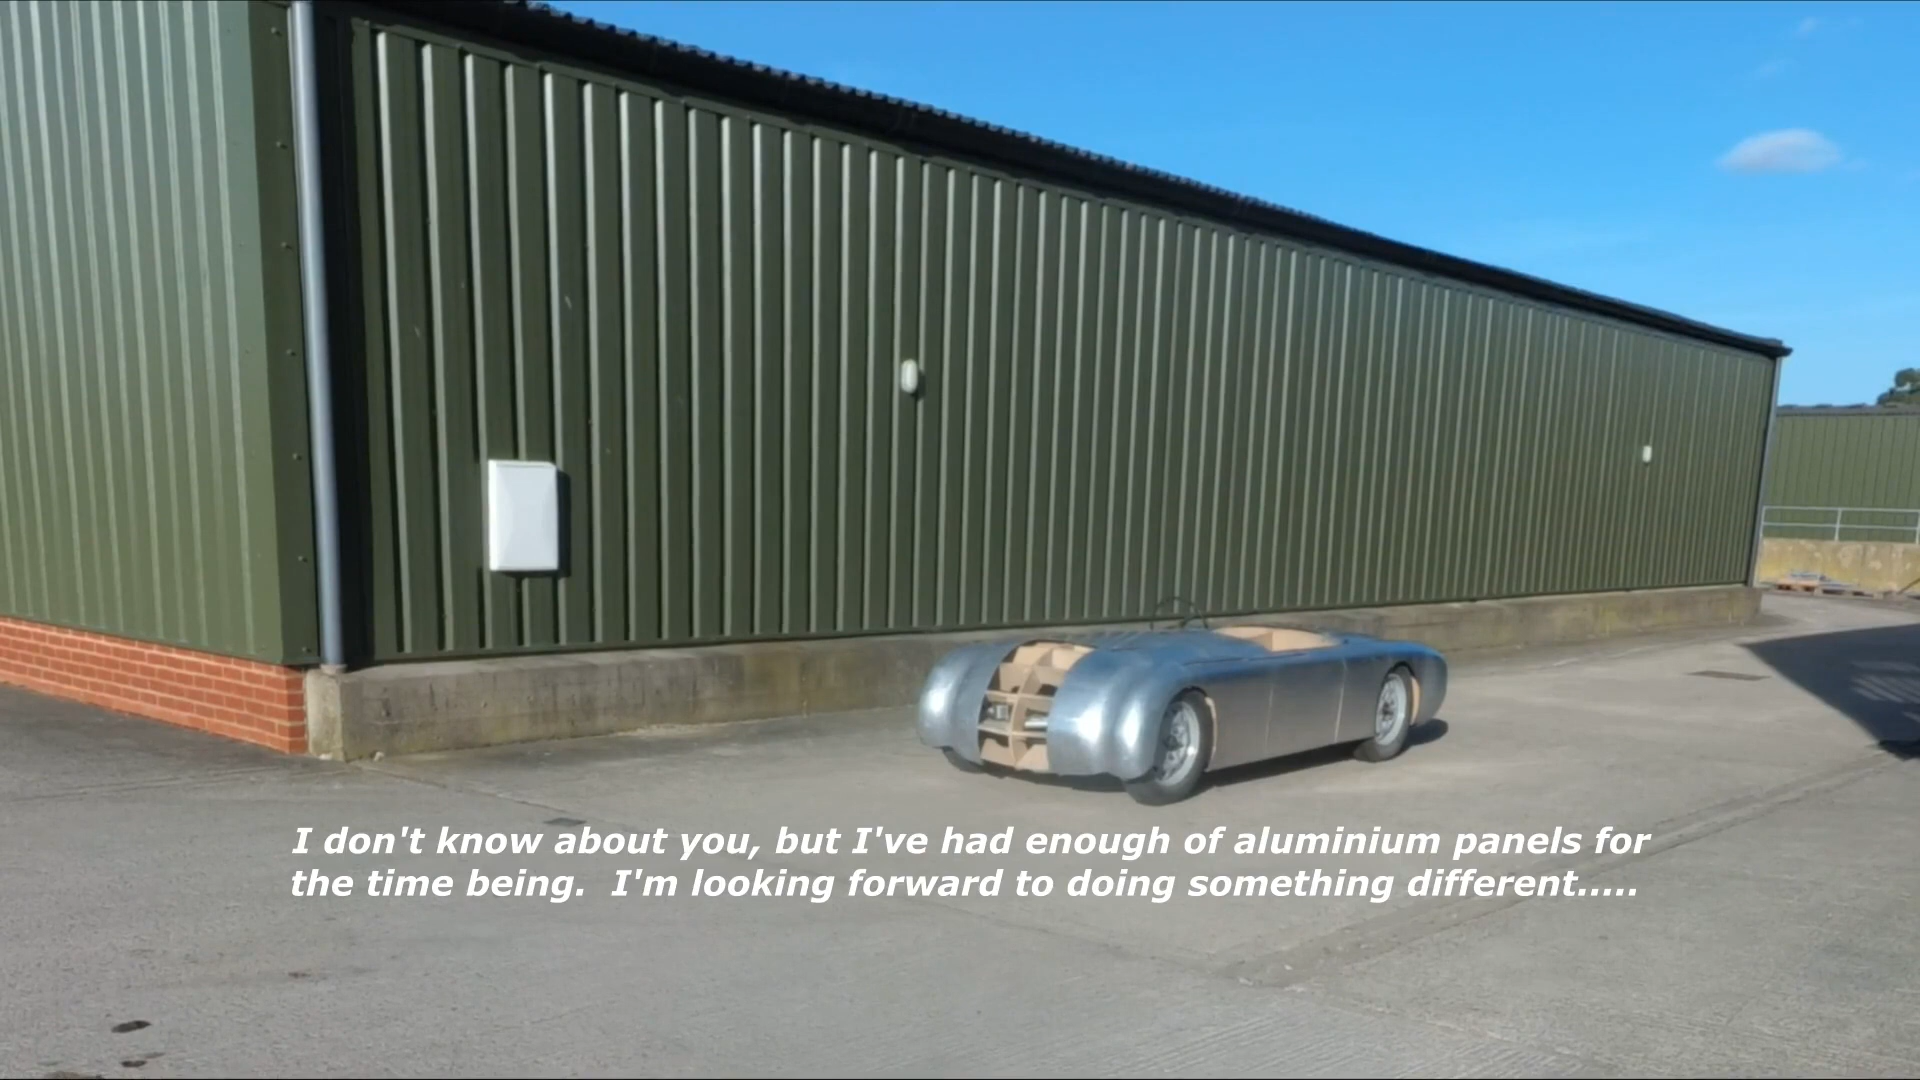 I don't know about you, but I've had enough of aluminium panels for
the time being.  I'm looking forward to doing something different.....